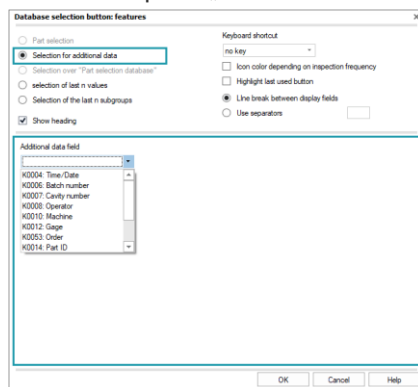 Database selection button: features
Part selection
Selection for additional data
Selection over "Part selection database"
selection of last n values
Selection of the last n subgroups
Show heading
Keyboard shortcut
no key
Icon color depending on inspection frequency
Highlight last used button
Line break between display fields
Use separators
Additional data field
K0004: Time/Date
K0006: Batch number
K0007: Cavity number
K0008: Operator
K0010: Machine
K0012: Gage
K0053: Order
K0014: Part ID
OK
Cancel
Help